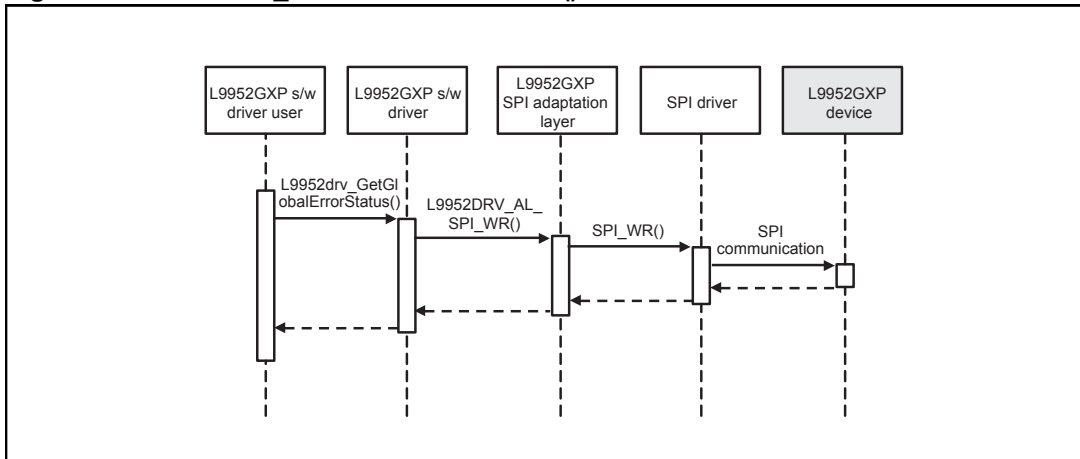 L9952GXP s/w
driver user
L9952GXP s/w
driver
L9952GXP
SPI adaptation
layer
SPI driver
L9952GXP
device
L9952drv_GetGl
obalErrorStatus()
L9952DRV_AL_
SPI_WR()
SPI_WR()
SPI
communication